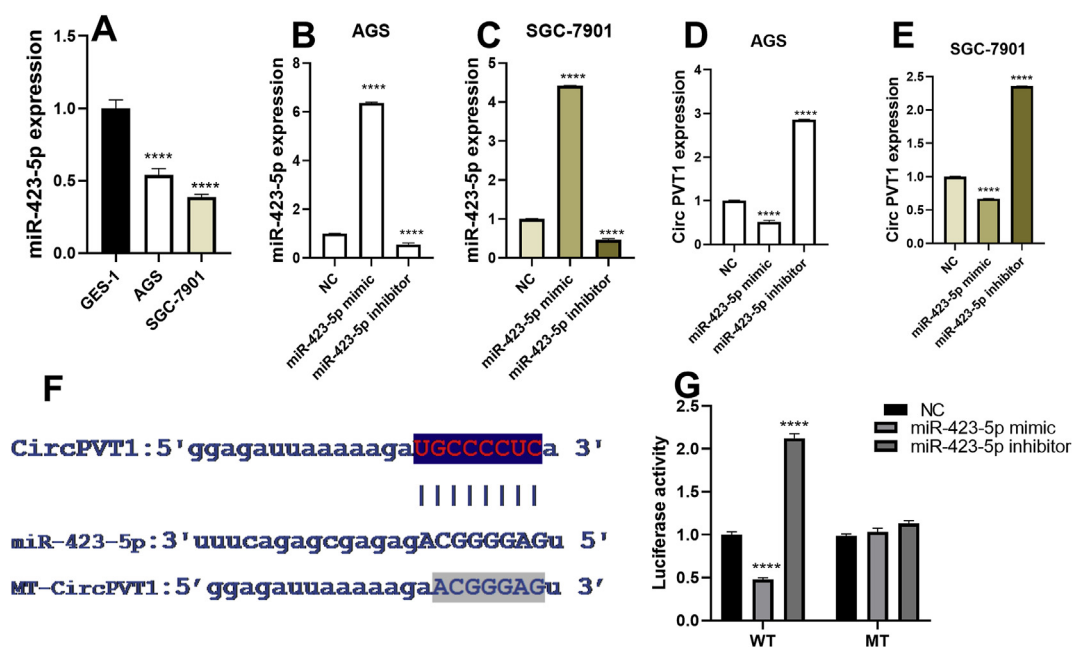 A
miR-423-5p expression
1.5
1.0
0.5
0.0
****
****
GES-1
AGS
SGC-7901
B
AGS
miR-423-5p expression
8
6
4
2
0
****
****
NC
miR-423-5p mimic
miR-423-5p inhibitor
C
SGC-7901
miR-423-5p expression
5
4
3
2
1
0
****
****
NC
miR-423-5p mimic
miR-423-5p inhibitor
D
AGS
Circ PVT1 expression
4
3
2
1
0
****
****
NC
miR-423-5p mimic
miR-423-5p inhibitor
E
SGC-7901
Circ PVT1 expression
2.5
2.0
1.5
1.0
0.5
0.0
****
****
NC
miR-423-5p mimic
miR-423-5p inhibitor
F
CircPVT1:5'ggagauuaaaaagaUGCCCCUCa 3'
miR-423-5p:3'uuucagagcgagagACGGGGAGu 5'
MT-CircPVT1:5’ggagauuaaaaagaACGGGAGu 3’
G
Luciferase activity
2.5
2.0
1.5
1.0
0.5
0.0
****
****
WT
MT
NC
miR-423-5p mimic
miR-423-5p inhibitor